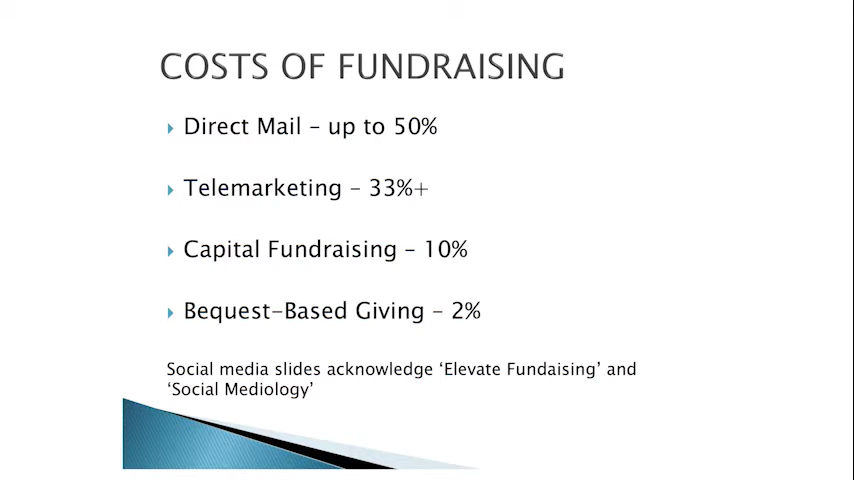 COSTS OF FUNDRAISING
Direct Mail – up to 50%
Telemarketing – 33%+
Capital Fundraising – 10%
Bequest-Based Giving – 2%
Social media slides acknowledge ‘Elevate Fundaising’ and
‘Social Mediology’